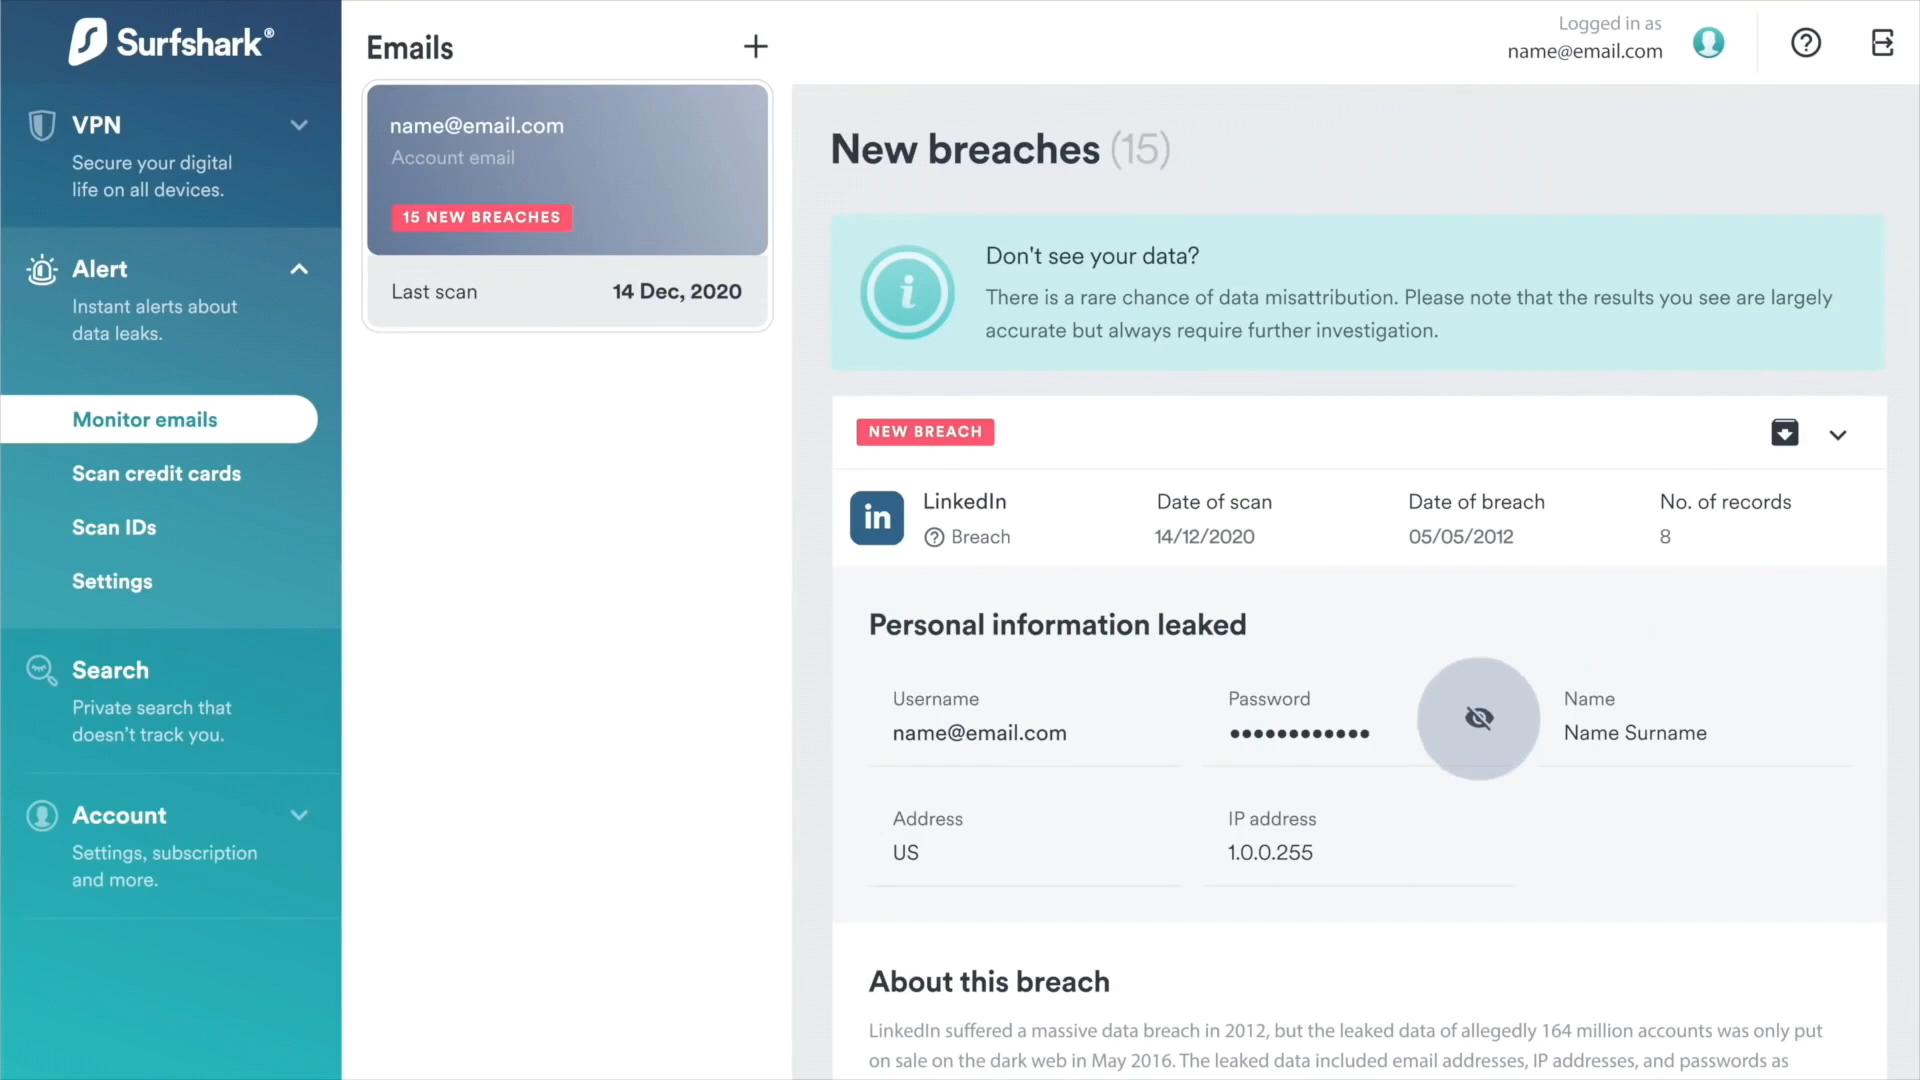 Surfshark®
VPN
Secure your digital
life on all devices.
Alert
Instant alerts about
data leaks.
Monitor emails
Scan credit cards
Scan IDs
Settings
Search
Private search that
doesn't track you.
Account
Settings, subscription
and more.
Emails
name@email.com
Account email
15 NEW BREACHES
Last scan 14 Dec, 2020
Logged in as
name@email.com
New breaches (15)
Don't see your data?
There is a rare chance of data misattribution. Please note that the results you see are largely
accurate but always require further investigation.
NEW BREACH
in
LinkedIn Date of scan Date of breach No. of records
Breach 14/12/2020 05/05/2012 8
Personal information leaked
Username Password Name
name@email.com •••••••••••• Name Surname
Address IP address
US 1.0.0.255
About this breach
LinkedIn suffered a massive data breach in 2012, but the leaked data of allegedly 164 million accounts was only put
on sale on the dark web in May 2016. The leaked data included email addresses, IP addresses, and passwords as